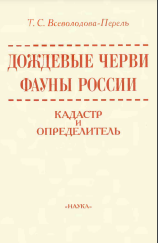 Т. С. Всеволодова-Перель
ДОЖДЕВЫЕ ЧЕРВИ
ФАУНЫ РОССИИ
КАДАСТР
И
ОПРЕДЕЛИТЕЛЬ
«НАУКА»